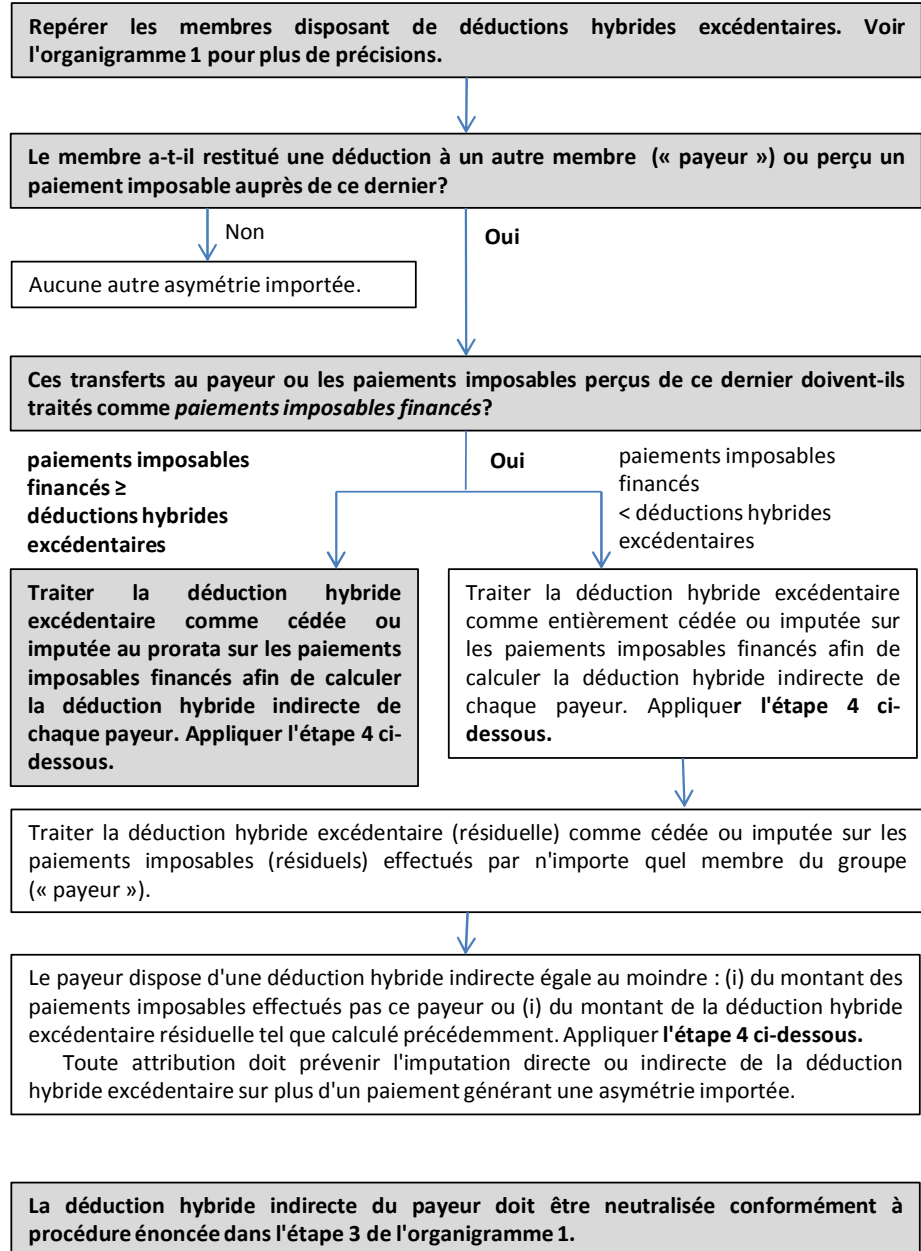 Repérer les membres disposant de déductions hybrides excédentaires. Voir
l'organigramme 1 pour plus de précisions.
Le membre a-t-il restitué une déduction à un autre membre (« payeur ») ou perçu un
paiement imposable auprès de ce dernier?
Non
Oui
Aucune autre asymétrie importée.
Ces transferts au payeur ou les paiements imposables perçus de ce dernier doivent-ils
traités comme paiements imposables financés?
paiements imposables
financés ≥
déductions hybrides
excédentaires
Oui
paiements imposables
financés
< déductions hybrides
excédentaires
Traiter la déduction hybride
excédentaire comme cédée ou
imputée au prorata sur les paiements
imposables financés afin de calculer
la déduction hybride indirecte de
chaque payeur. Appliquer l'étape 4 ci-
dessous.
Traiter la déduction hybride excédentaire
comme entièrement cédée ou imputée sur
les paiements imposables financés afin de
calculer la déduction hybride indirecte de
chaque payeur. Appliquer l'étape 4 ci-
dessous.
Traiter la déduction hybride excédentaire (résiduelle) comme cédée ou imputée sur les
paiements imposables (résiduels) effectués par n'importe quel membre du groupe
(« payeur »).
Le payeur dispose d'une déduction hybride indirecte égale au moindre : (i) du montant des
paiements imposables effectués pas ce payeur ou (i) du montant de la déduction hybride
excédentaire résiduelle tel que calculé précédemment. Appliquer l'étape 4 ci-dessous.
Toute attribution doit prévenir l'imputation directe ou indirecte de la déduction
hybride excédentaire sur plus d'un paiement générant une asymétrie importée.
La déduction hybride indirecte du payeur doit être neutralisée conformément à
procédure énoncée dans l'étape 3 de l'organigramme 1.